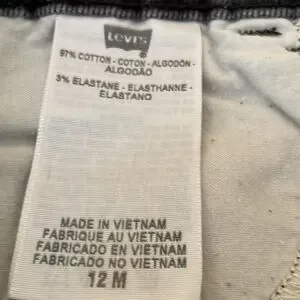 Levi's
97% COTTON - COTON - ALGODÓN -
ALGODÃO
3% ELASTANE - ELASTHANNE -
ELASTANO
MADE IN VIETNAM
FABRIQUE AU VIETNAM
FABRICADO EN VIETNAM
FABRICADO NO VIETNAM
12 M